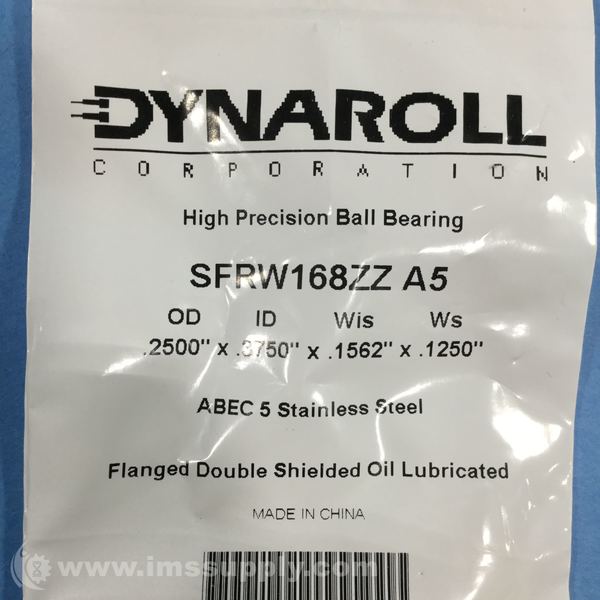 DYNAROLL
CORPORATION
High Precision Ball Bearing
SFRW168ZZ A5
OD ID Wis Ws
.2500" x .3750" x .1562" x .1250"
ABEC 5 Stainless Steel
Flanged Double Shielded Oil Lubricated
MADE IN CHINA
www.imssupply.com